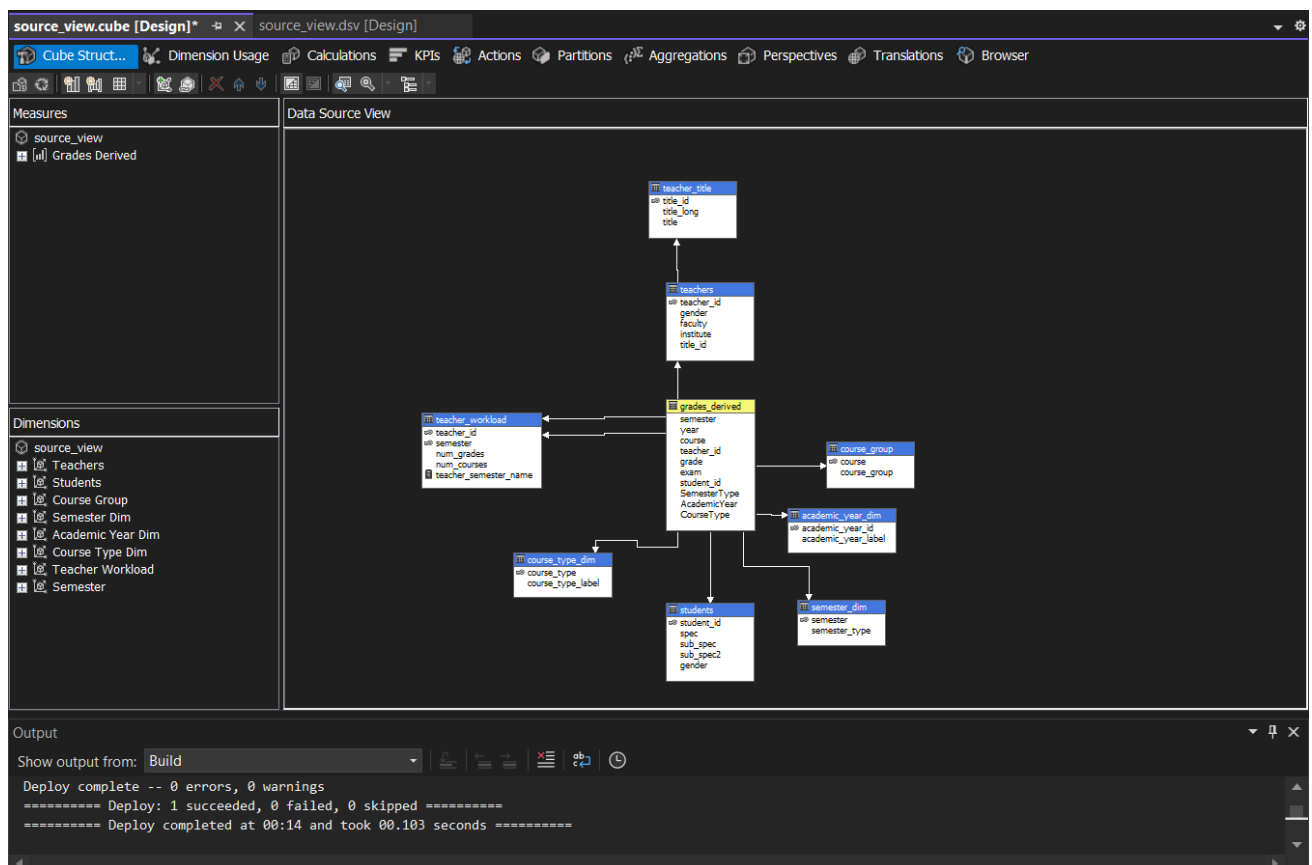 source_view.cube [Design]*
source_view.dsv [Design]
Cube Struct...
Dimension Usage
Calculations
KPIs
Actions
Partitions
Aggregations
Perspectives
Translations
Browser
Measures
source_view
Grades Derived
Dimensions
source_view
Teachers
Students
Course Group
Semester Dim
Academic Year Dim
Course Type Dim
Teacher Workload
Semester
Data Source View
teacher_title
title_id
title_long
title
teachers
teacher_id
gender
faculty
institute
title_id
grades_derived
semester
year
course
teacher_id
grade
exam
student_id
SemesterType
AcademicYear
CourseType
teacher_workload
teacher_id
semester
num_grades
num_courses
teacher_semester_name
course_group
course
course_group
academic_year_dim
academic_year_id
academic_year_label
course_type_dim
course_type
course_type_label
students
student_id
spec
sub_spec
sub_spec2
gender
semester_dim
semester
semester_type
Output
Show output from: Build
Deploy complete -- 0 errors, 0 warnings
========== Deploy: 1 succeeded, 0 failed, 0 skipped ==========
========== Deploy completed at 00:14 and took 00.103 seconds ==========